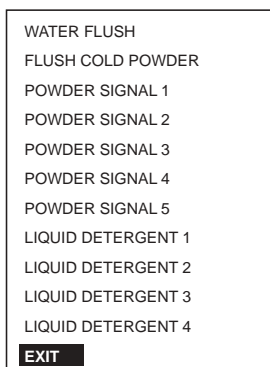 WATER FLUSH
FLUSH COLD POWDER
POWDER SIGNAL 1
POWDER SIGNAL 2
POWDER SIGNAL 3
POWDER SIGNAL 4
POWDER SIGNAL 5
LIQUID DETERGENT 1
LIQUID DETERGENT 2
LIQUID DETERGENT 3
LIQUID DETERGENT 4
EXIT